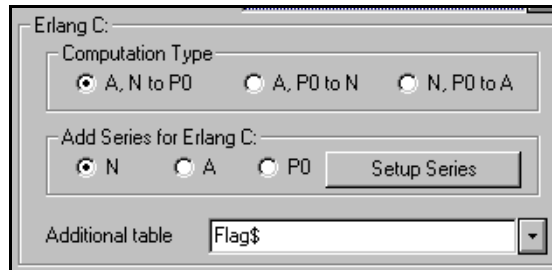 Erlang C:
Computation Type
A, N to P0 A, P0 to N N, P0 to A
Add Series for Erlang C:
N A P0 Setup Series
Additional table Flag$